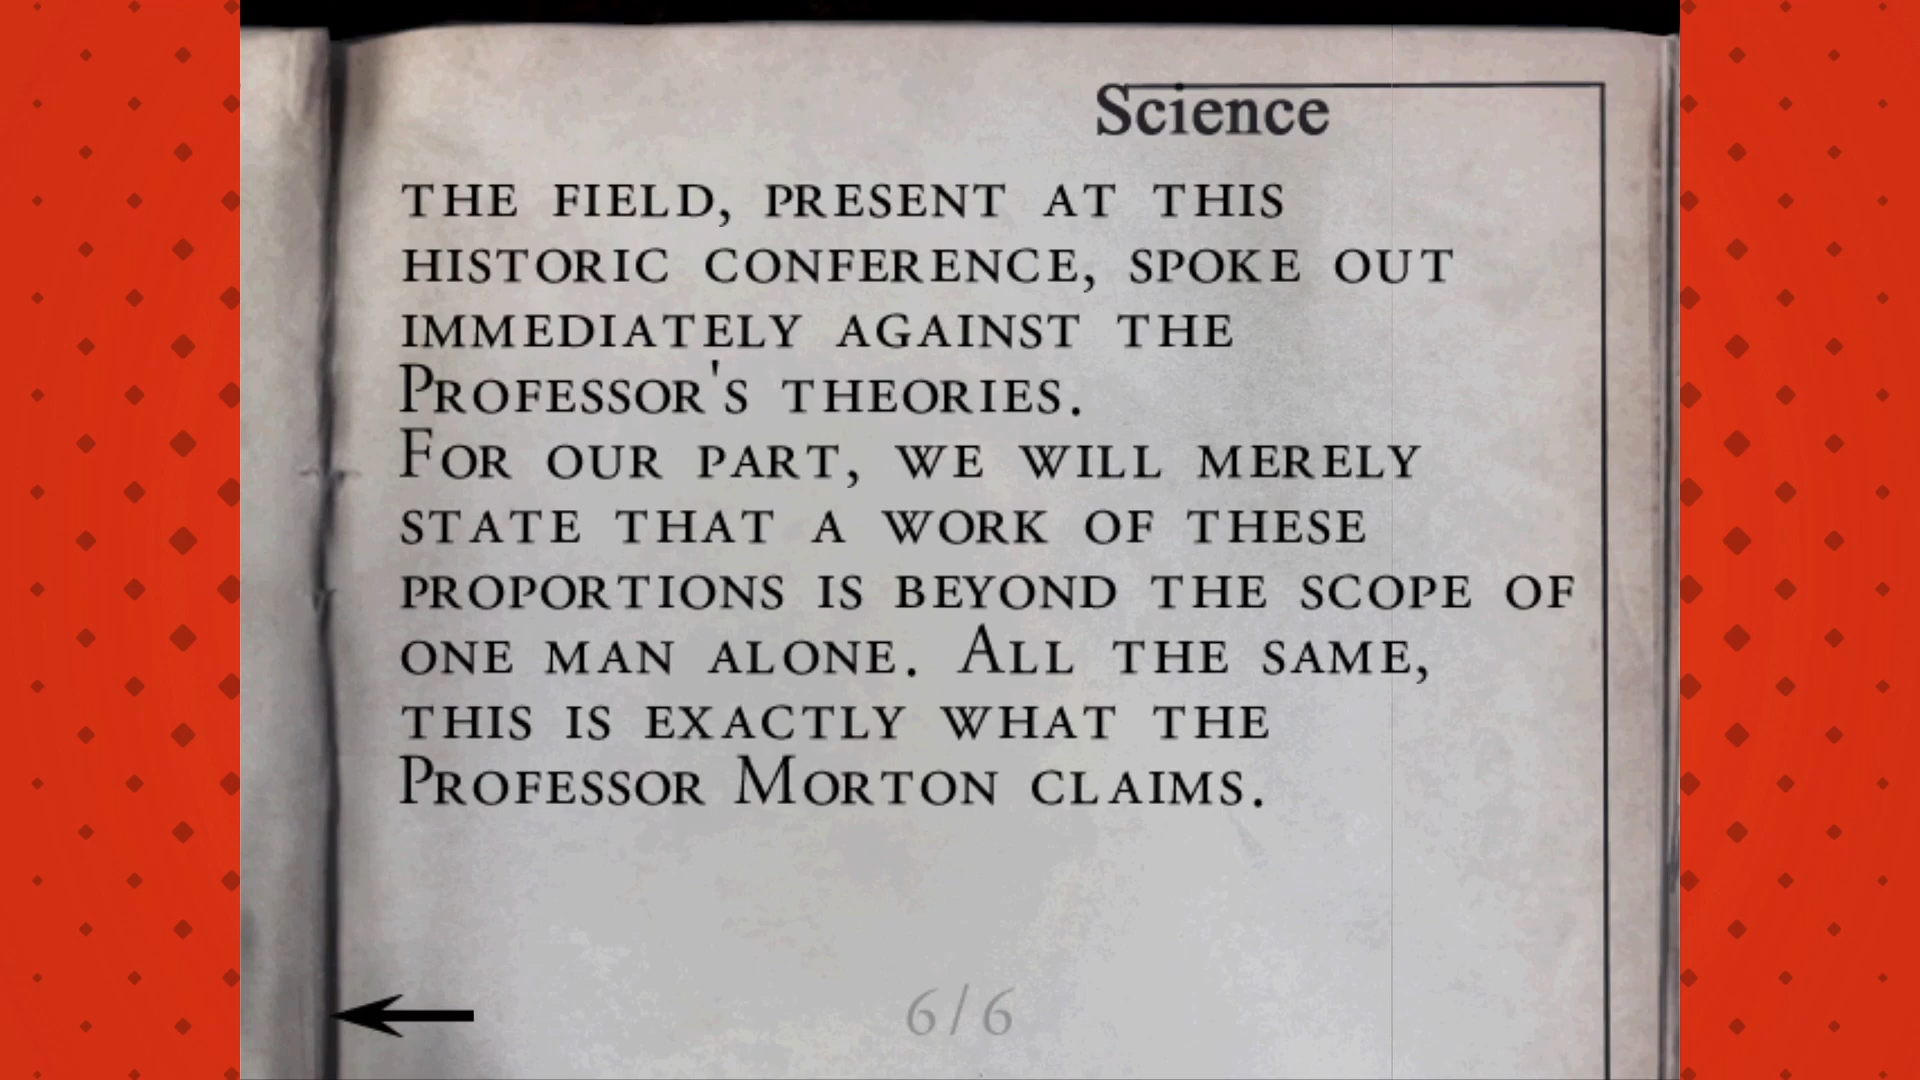 Science
THE FIELD, PRESENT AT THIS
HISTORIC CONFERENCE, SPOKE OUT
IMMEDIATELY AGAINST THE
PROFESSOR'S THEORIES.
FOR OUR PART, WE WILL MERELY
STATE THAT A WORK OF THESE
PROPORTIONS IS BEYOND THE SCOPE OF
ONE MAN ALONE. ALL THE SAME,
THIS IS EXACTLY WHAT THE
PROFESSOR MORTON CLAIMS.
6/6